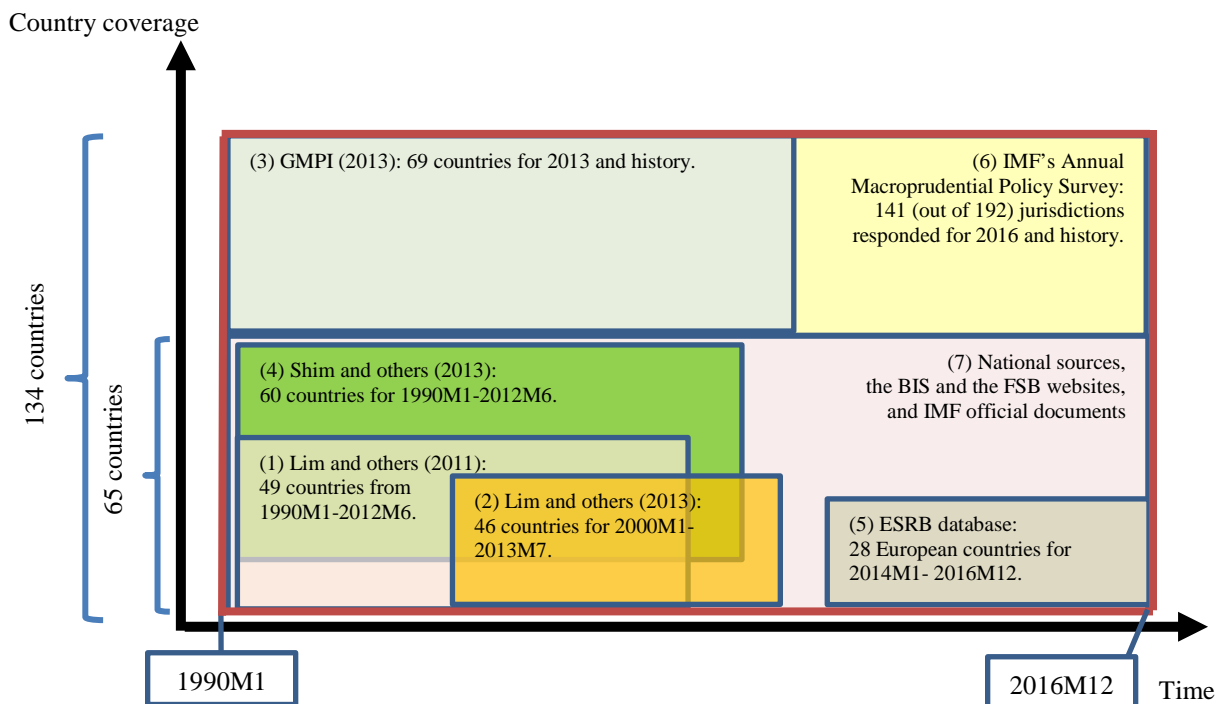 Country coverage
(3) GMPI (2013): 69 countries for 2013 and history.
(6) IMF's Annual
Macroprudential Policy Survey:
141 (out of 192) jurisdictions
responded for 2016 and history.
134 countries
65 countries
(4) Shim and others (2013):
60 countries for 1990M1-2012M6.
(7) National sources,
the BIS and the FSB websites,
and IMF official documents
(1) Lim and others (2011):
49 countries from
1990M1-2012M6.
(2) Lim and others (2013):
46 countries for 2000M1-
2013M7.
(5) ESRB database:
28 European countries for
2014M1- 2016M12.
1990M1
2016M12
Time